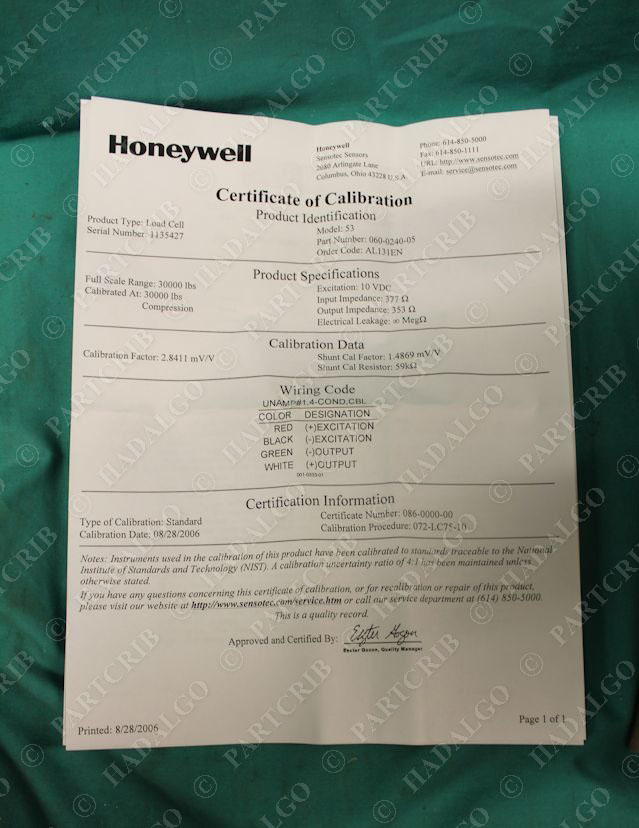 Honeywell
Honeywell
Sensotec Sensors
2080 Arlingate Lane
Columbus, Ohio 43228 U.S.A.
Phone: 614-850-5000
Fax: 614-850-1111
URL: http://www.sensotec.com
E-mail: service@sensotec.com
Certificate of Calibration
Product Identification
Product Type: Load Cell
Serial Number: 1135427
Model: 53
Part Number: 060-0240-05
Order Code: AL131EN
Product Specifications
Full Scale Range: 30000 lbs
Calibrated At: 30000 lbs
Compression
Excitation: 10 VDC
Input Impedance: 377 Ω
Output Impedance: 353 Ω
Electrical Leakage: ∞ MegΩ
Calibration Data
Calibration Factor: 2.8411 mV/V
Shunt Cal Factor: 1.4869 mV/V
Shunt Cal Resistor: 59kΩ
Wiring Code
UNAMP#1,4-COND,CBL
COLOR DESIGNATION
RED (+)EXCITATION
BLACK (-)EXCITATION
GREEN (-)OUTPUT
WHITE (+)OUTPUT
Certification Information
Type of Calibration: Standard
Calibration Date: 08/28/2006
Certificate Number: 086-0000-00
Calibration Procedure: 072-LC75-10
Notes: Instruments used in the calibration of this product have been calibrated to standards traceable to the National
Institute of Standards and Technology (NIST). A calibration uncertainty ratio of 4:1 has been maintained unless
otherwise stated.
If you have any questions concerning this certificate of calibration, or for recalibration or repair of this product,
please visit our website at http://www.sensotec.com/service.htm or call our service department at (614) 850-5000.
This is a quality record.
Approved and Certified By:
Quality Manager
Printed: 8/28/2006
Page 1 of 1
© PARTCRIB © HADALGO